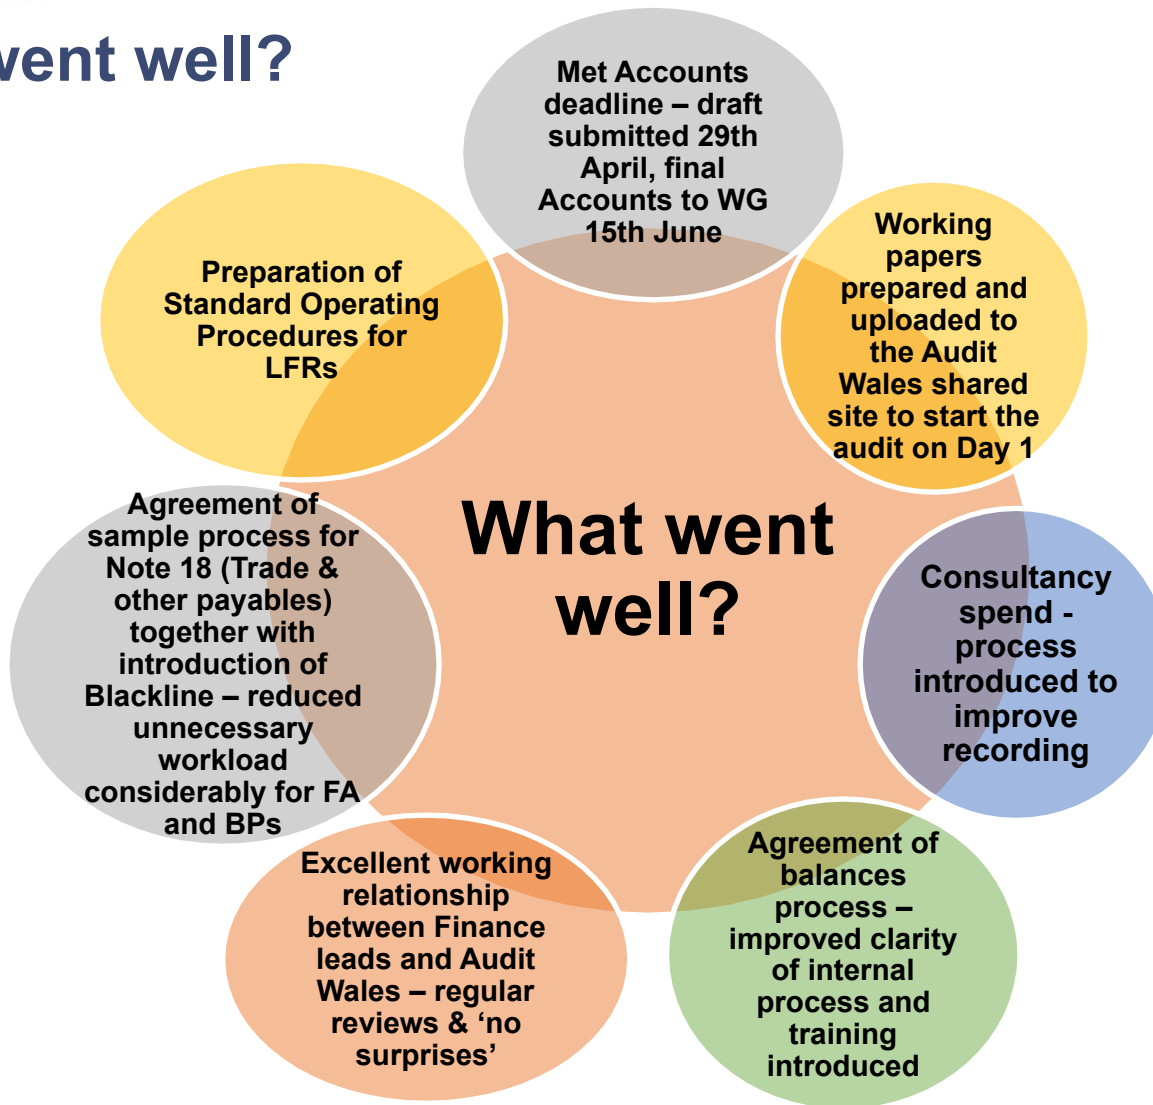 went well?
Met Accounts
deadline – draft
submitted 29th
April, final
Accounts to WG
15th June
Working
papers
prepared and
uploaded to
the Audit
Wales shared
site to start the
audit on Day 1
Consultancy
spend -
process
introduced to
improve
recording
Agreement of
balances
process –
improved clarity
of internal
process and
training
introduced
Excellent working
relationship
between Finance
leads and Audit
Wales – regular
reviews & ‘no
surprises’
Agreement of
sample process for
Note 18 (Trade &
other payables)
together with
introduction of
Blackline – reduced
unnecessary
workload
considerably for FA
and BPs
Preparation of
Standard Operating
Procedures for
LFRs
What went
well?